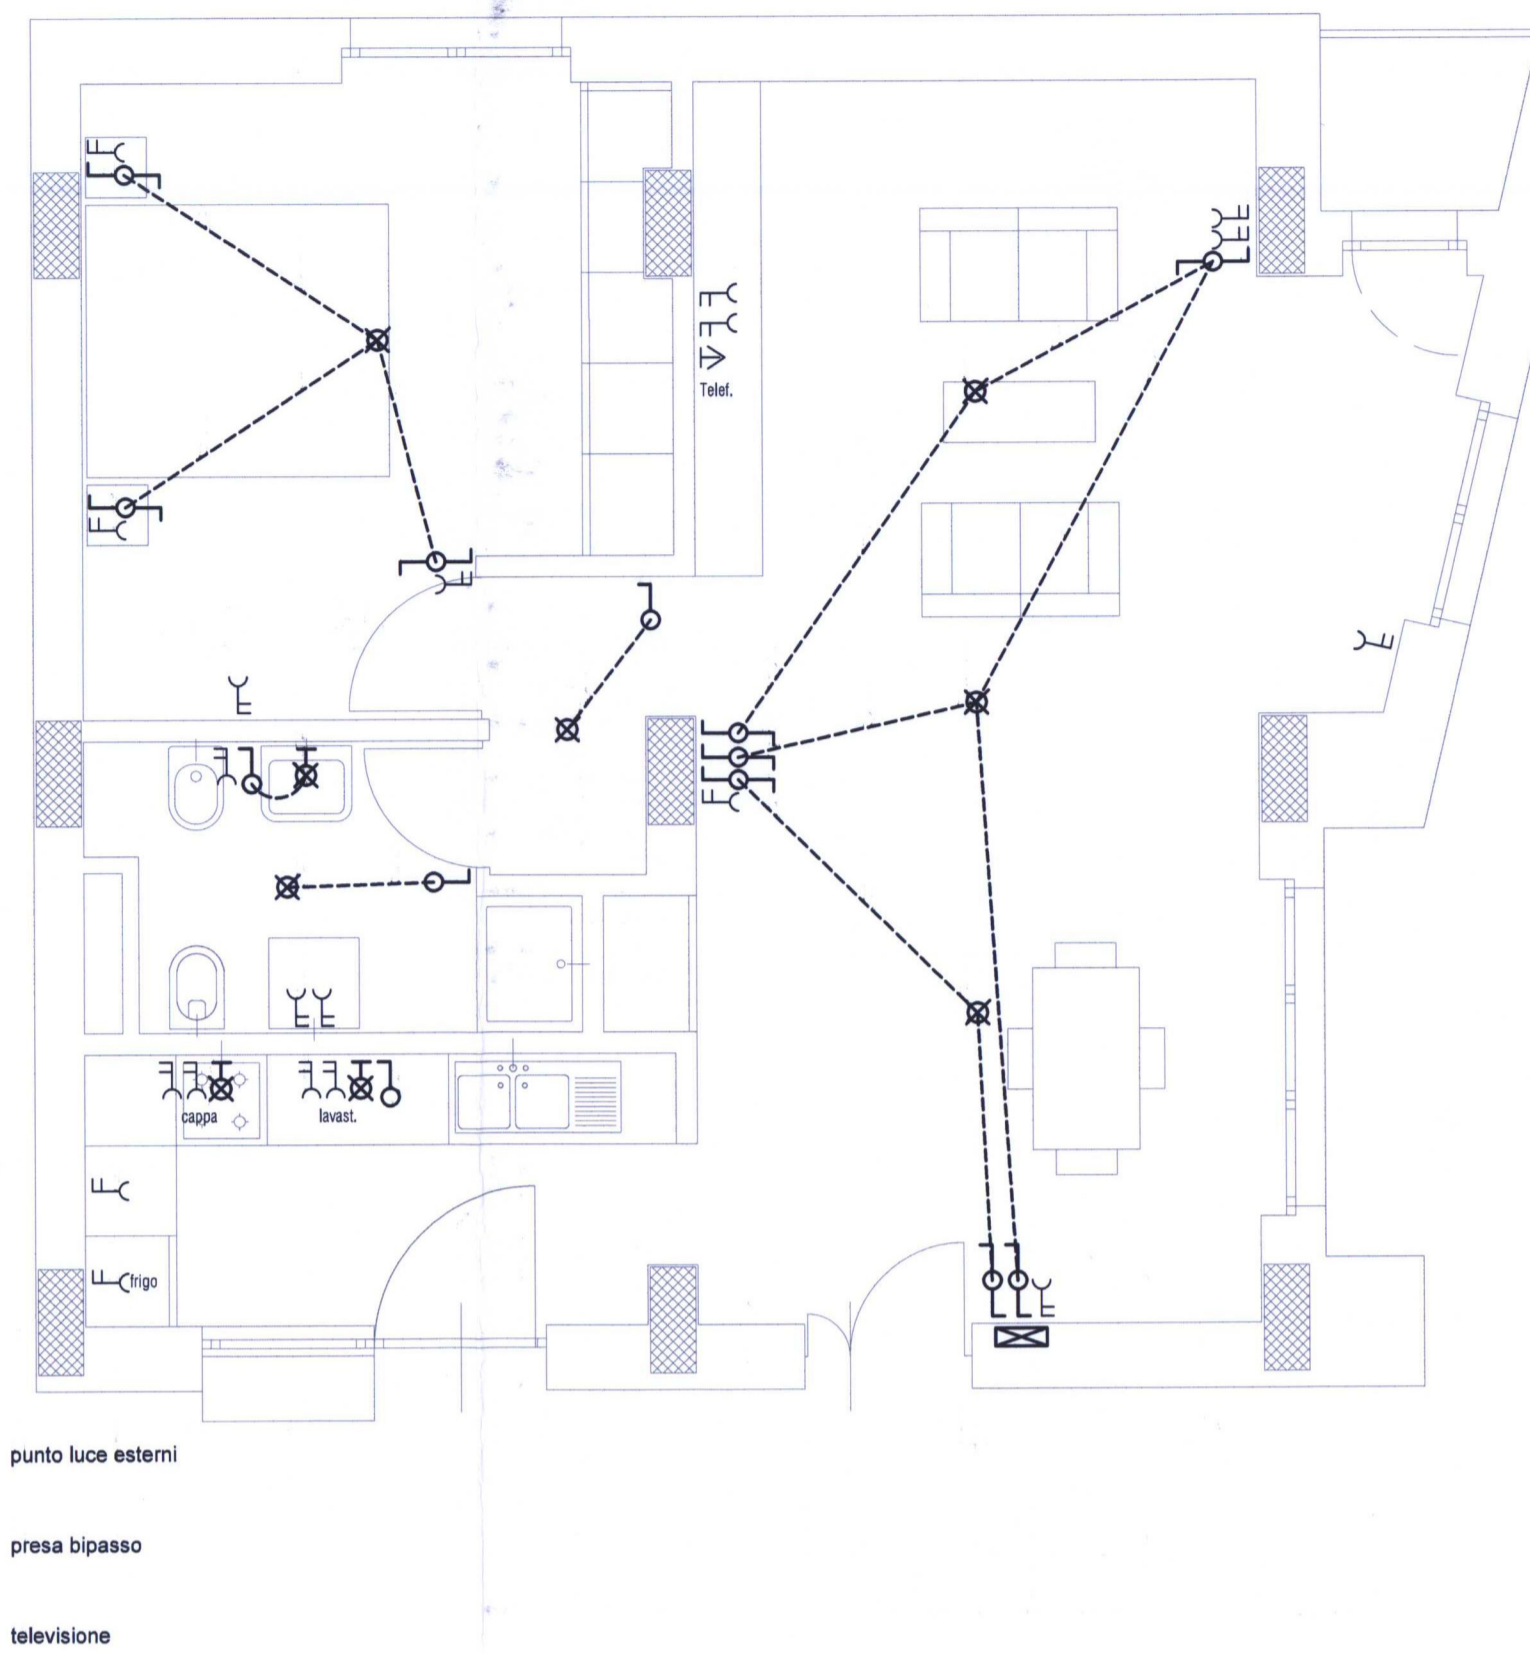 Telef.
cappa
lavast.
frigo
punto luce esterni
presa bipasso
televisione